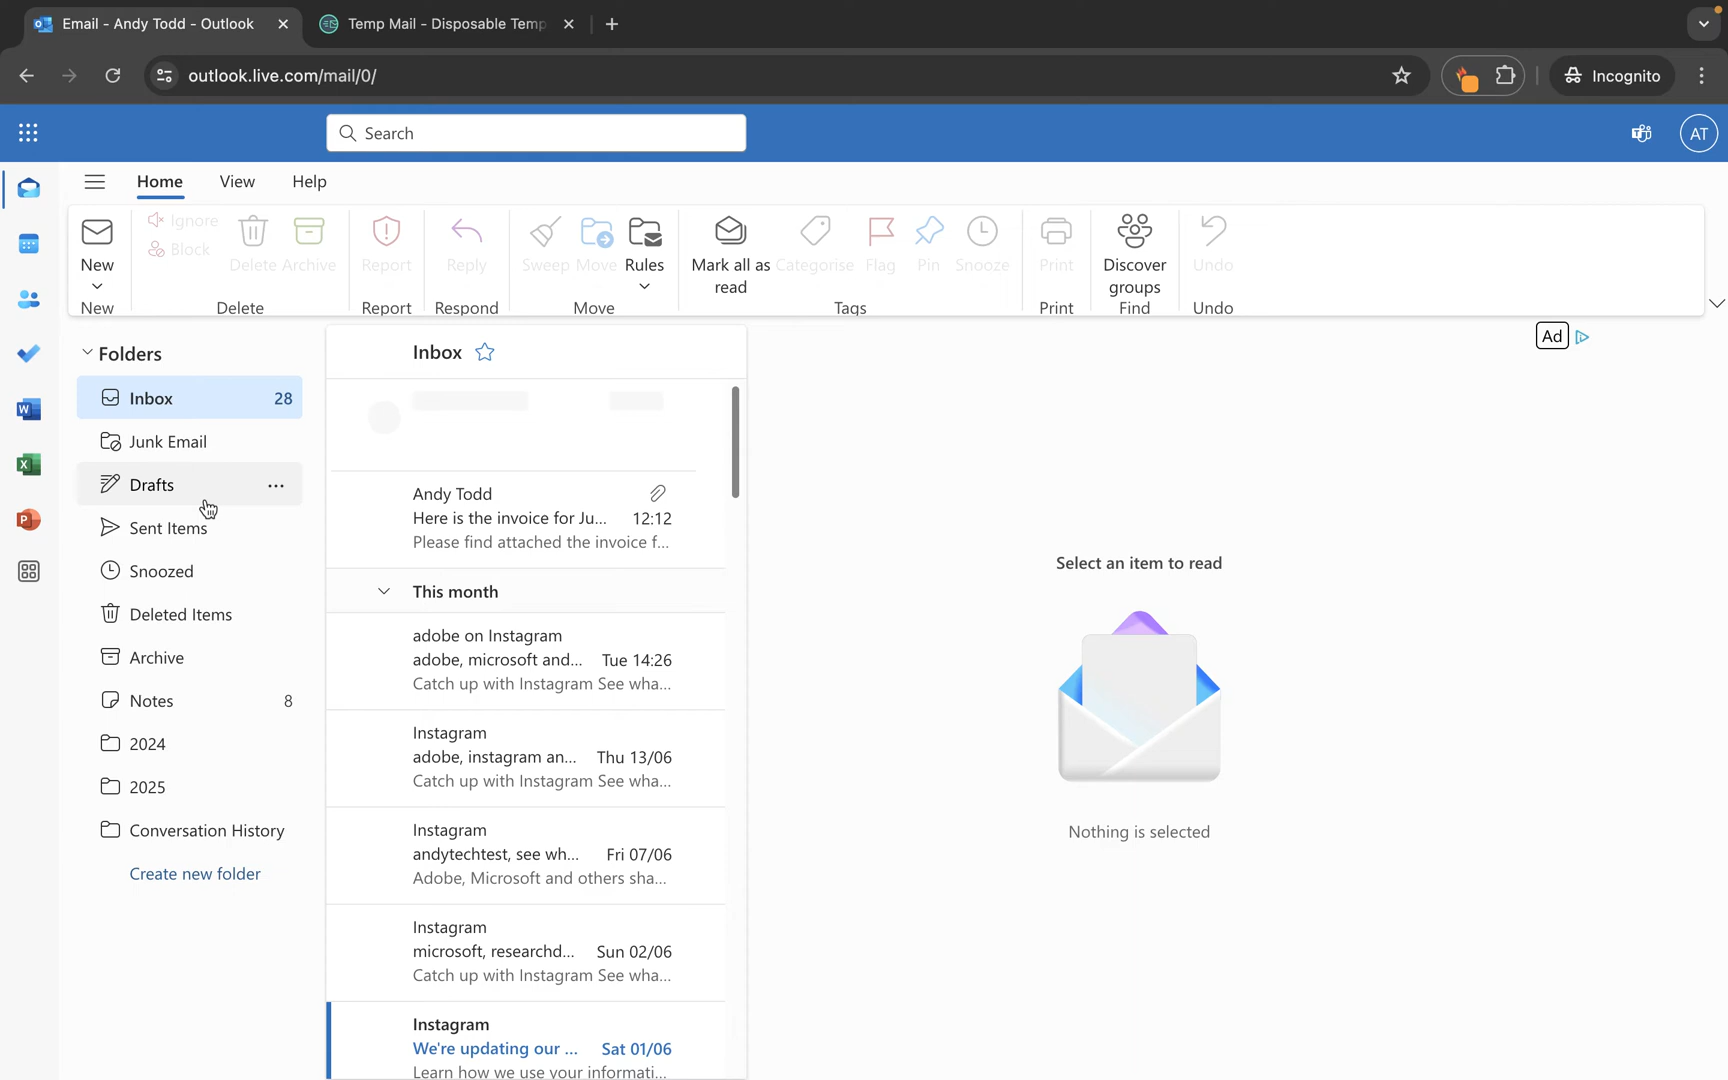 Email - Andy Todd - Outlook
Temp Mail - Disposable Temp
outlook.live.com/mail/0/
Incognito
Search
AT
Home View Help
New
New
Ignore
Block
Delete
Archive
Delete
Report
Report
Reply
Respond
Sweep
Move
Rules
Move
Mark all as
read
Categorise
Flag
Pin
Snooze
Tags
Print
Print
Discover
groups
Find
Undo
Undo
Folders
Inbox 28
Junk Email
Drafts
Sent Items
Snoozed
Deleted Items
Archive
Notes 8
2024
2025
Conversation History
Create new folder
Inbox
Andy Todd
Here is the invoice for Ju... 12:12
Please find attached the invoice f...
This month
adobe on Instagram
adobe, microsoft and... Tue 14:26
Catch up with Instagram See wha...
Instagram
adobe, instagram an... Thu 13/06
Catch up with Instagram See wha...
Instagram
andytechtest, see wh... Fri 07/06
Adobe, Microsoft and others sha...
Instagram
microsoft, researchd... Sun 02/06
Catch up with Instagram See wha...
Instagram
We're updating our ... Sat 01/06
Learn how we use your informati...
Ad
Select an item to read
Nothing is selected
W
X
P